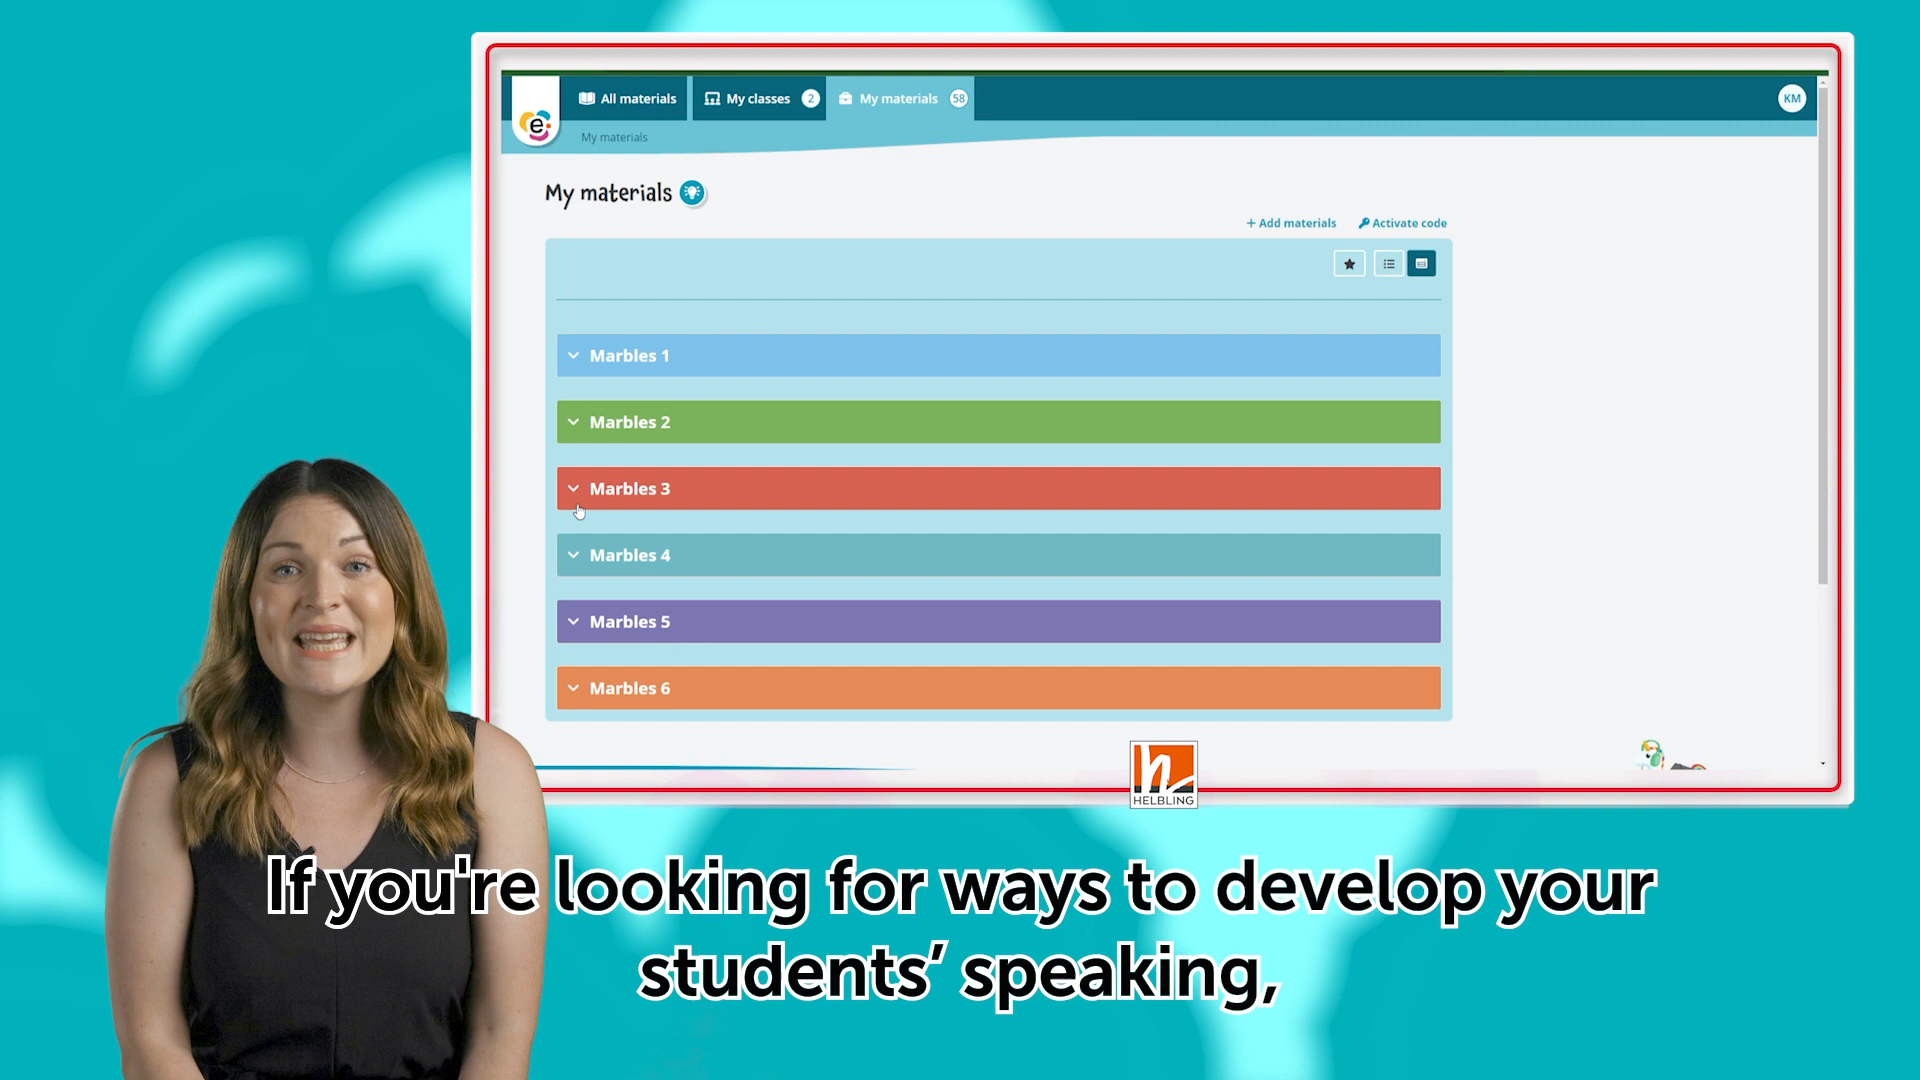 All materials
My classes 2
My materials 58
KM
e
My materials
My materials
+ Add materials
Activate code
Marbles 1
Marbles 2
Marbles 3
Marbles 4
Marbles 5
Marbles 6
h
HELBLING
If you're looking for ways to develop your
students’ speaking,